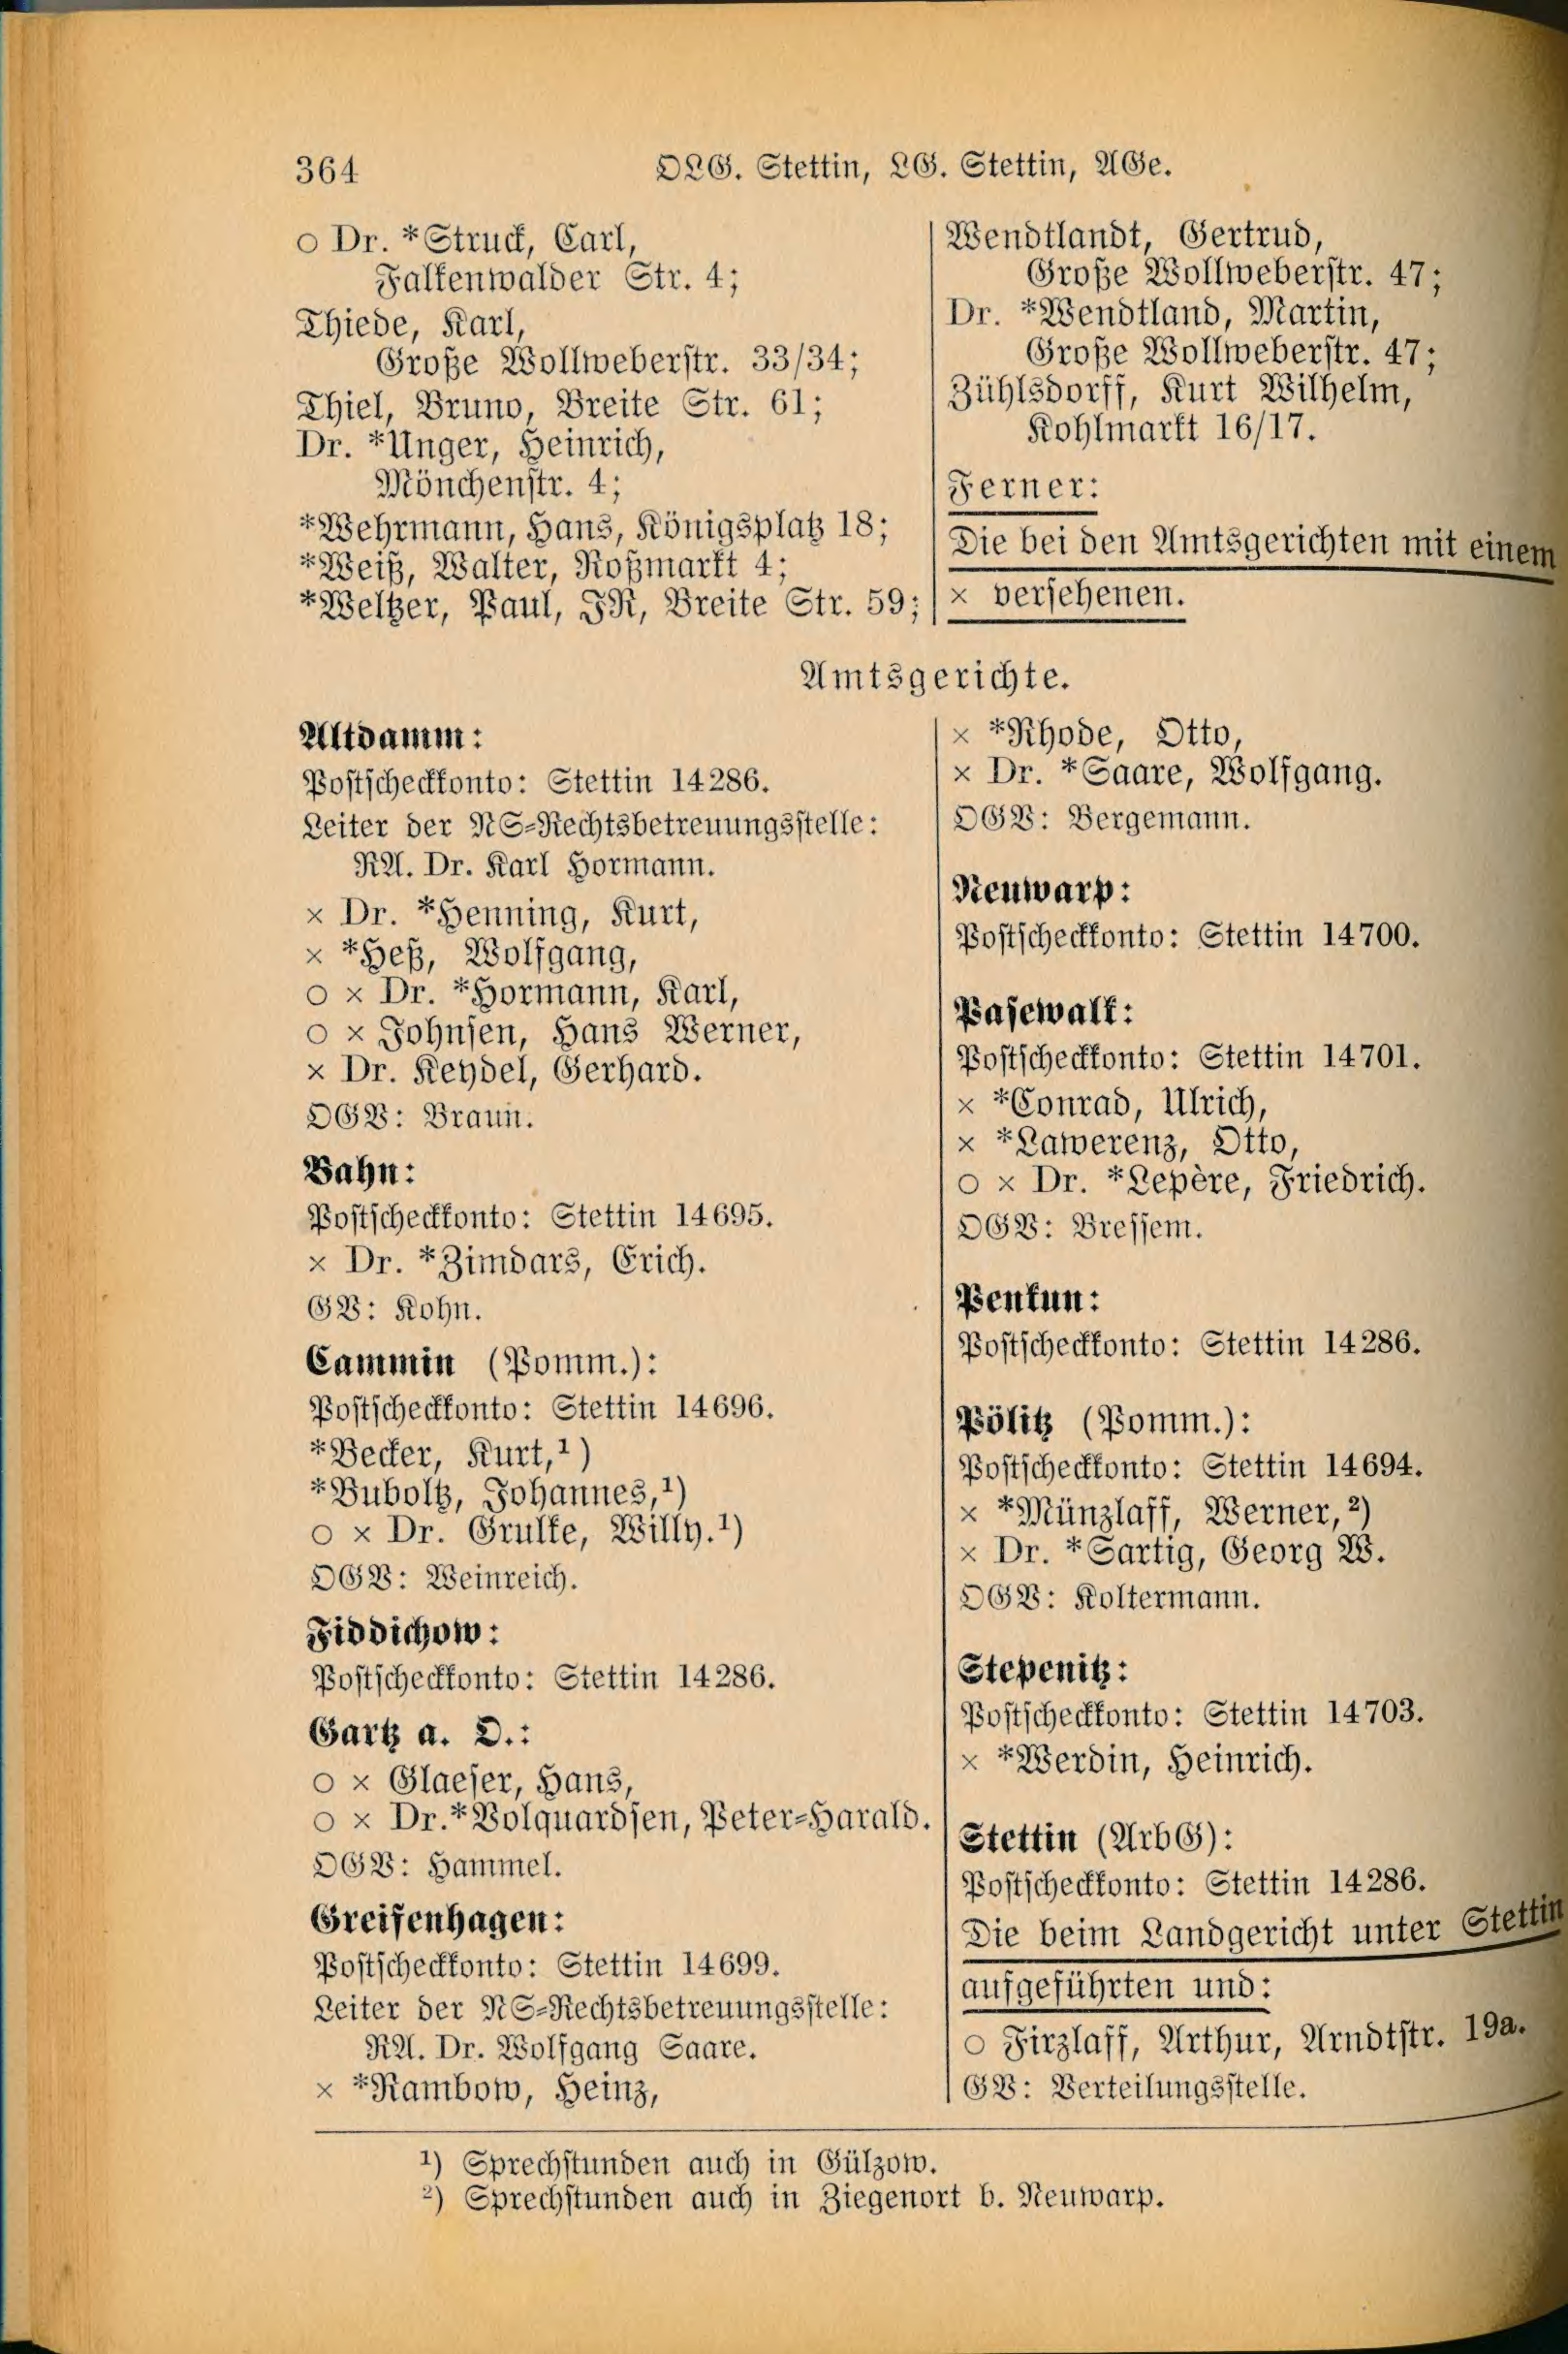 364
OLG. Stettin, LG. Stettin, AGe.
○ Dr. *Struck, Carl,
Falkenwalder Str. 4;
Thiede, Karl,
Große Wollweberstr. 33/34;
Thiel, Bruno, Breite Str. 61;
Dr. *Unger, Heinrich,
Mönchenstr. 4;
*Wehrmann, Hans, Königsplatz 18;
*Weiß, Walter, Roßmarkt 4;
*Weltzer, Paul, JR, Breite Str. 59;
Wendtlandt, Gertrud,
Große Wollweberstr. 47;
Dr. *Wendtland, Martin,
Große Wollweberstr. 47;
Zühlsdorff, Kurt Wilhelm,
Kohlmarkt 16/17.
Ferner:
Die bei den Amtsgerichten mit einem
× versehenen.
Amtsgerichte.
Altdamm:
Postscheckkonto: Stettin 14286.
Leiter der NS-Rechtsbetreuungsstelle:
RA. Dr. Karl Hormann.
× Dr. *Henning, Kurt,
× *Heß, Wolfgang,
○ × Dr. *Hormann, Karl,
○ × Johnsen, Hans Werner,
× Dr. Keydel, Gerhard.
OGV: Braun.
Bahn:
Postscheckkonto: Stettin 14695.
× Dr. *Zimdars, Erich.
GV: Kohn.
Cammin (Pomm.):
Postscheckkonto: Stettin 14696.
*Becker, Kurt,¹)
*Buboltz, Johannes,¹)
○ × Dr. Grulke, Willy.¹)
OGV: Weinreich.
Fiddichow:
Postscheckkonto: Stettin 14286.
Gartz a. O.:
○ × Glaeser, Hans,
○ × Dr.*Volquardsen, Peter-Harald.
OGV: Hammel.
Greifenhagen:
Postscheckkonto: Stettin 14699.
Leiter der NS-Rechtsbetreuungsstelle:
RA. Dr. Wolfgang Saare.
× *Rambow, Heinz,
× *Rhode, Otto,
× Dr. *Saare, Wolfgang.
OGV: Bergemann.
Neuwarp:
Postscheckkonto: Stettin 14700.
Pasewalk:
Postscheckkonto: Stettin 14701.
× *Conrad, Ulrich,
× *Lawerenz, Otto,
○ × Dr. *Lepère, Friedrich.
OGV: Bressem.
Penkun:
Postscheckkonto: Stettin 14286.
Pölitz (Pomm.):
Postscheckkonto: Stettin 14694.
× *Münzlaff, Werner,²)
× Dr. *Sartig, Georg W.
OGV: Koltermann.
Stepenitz:
Postscheckkonto: Stettin 14703.
× *Werdin, Heinrich.
Stettin (ArbG):
Postscheckkonto: Stettin 14286.
Die beim Landgericht unter Stettin
aufgeführten und:
○ Firzlaff, Arthur, Arndtstr. 19a.
GV: Verteilungsstelle.
¹) Sprechstunden auch in Gülzow.
²) Sprechstunden auch in Ziegenort b. Neuwarp.